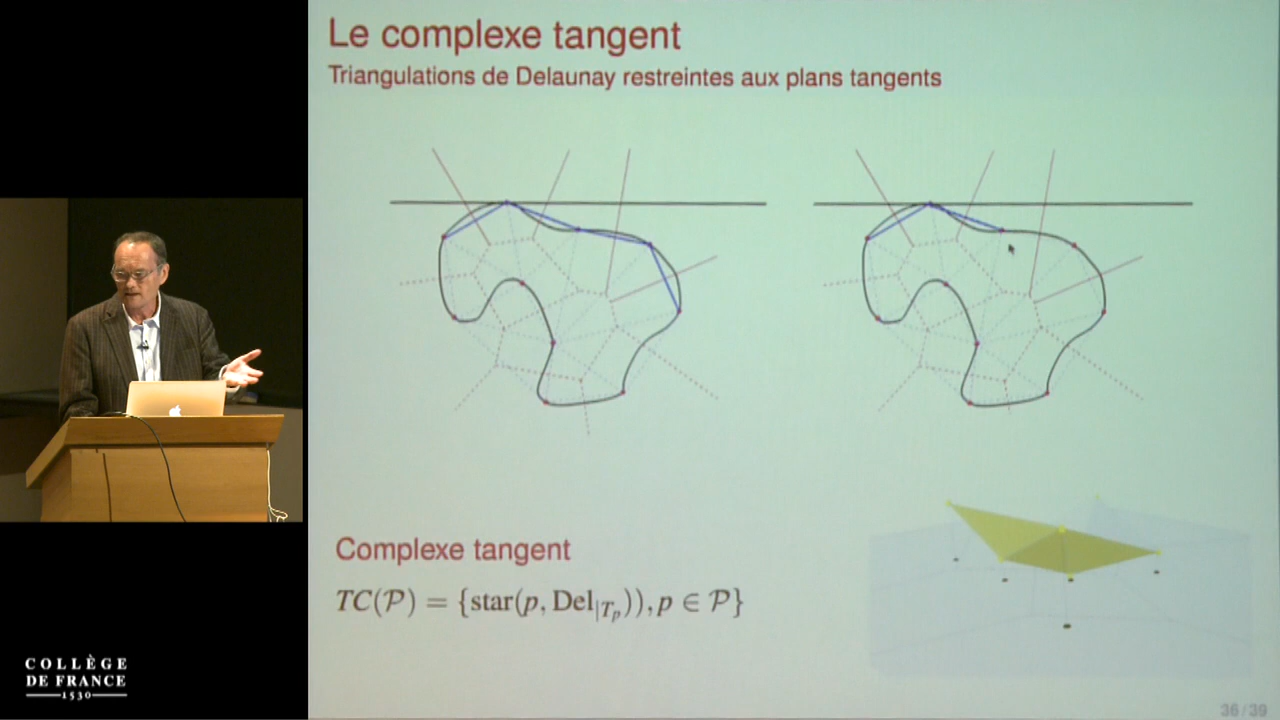 Le complexe tangent
Triangulations de Delaunay restreintes aux plans tangents
Complexe tangent
TC(P) = {star(p, Del|Tp)), p ∈ P}
COLLÈGE
DE FRANCE
1530
36 / 39